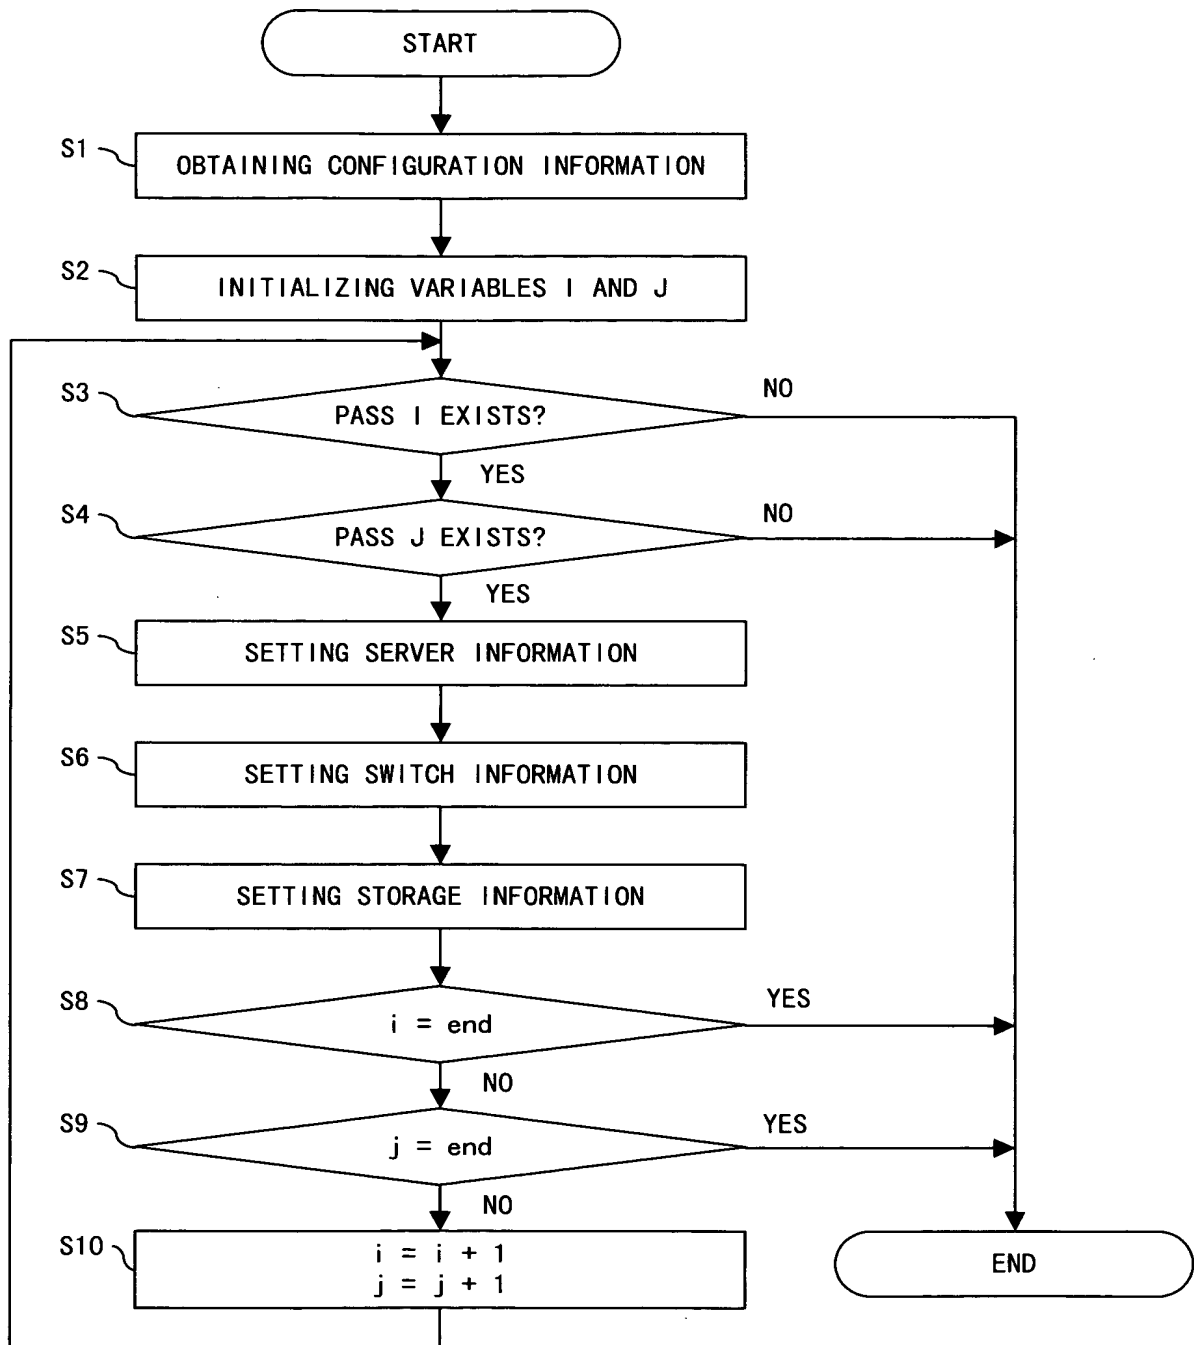 START
S1
OBTAINING CONFIGURATION INFORMATION
S2
INITIALIZING VARIABLES I AND J
S3
PASS I EXISTS?
NO
YES
S4
PASS J EXISTS?
NO
YES
S5
SETTING SERVER INFORMATION
S6
SETTING SWITCH INFORMATION
S7
SETTING STORAGE INFORMATION
S8
i = end
YES
NO
S9
j = end
YES
NO
S10
i = i + 1
j = j + 1
END